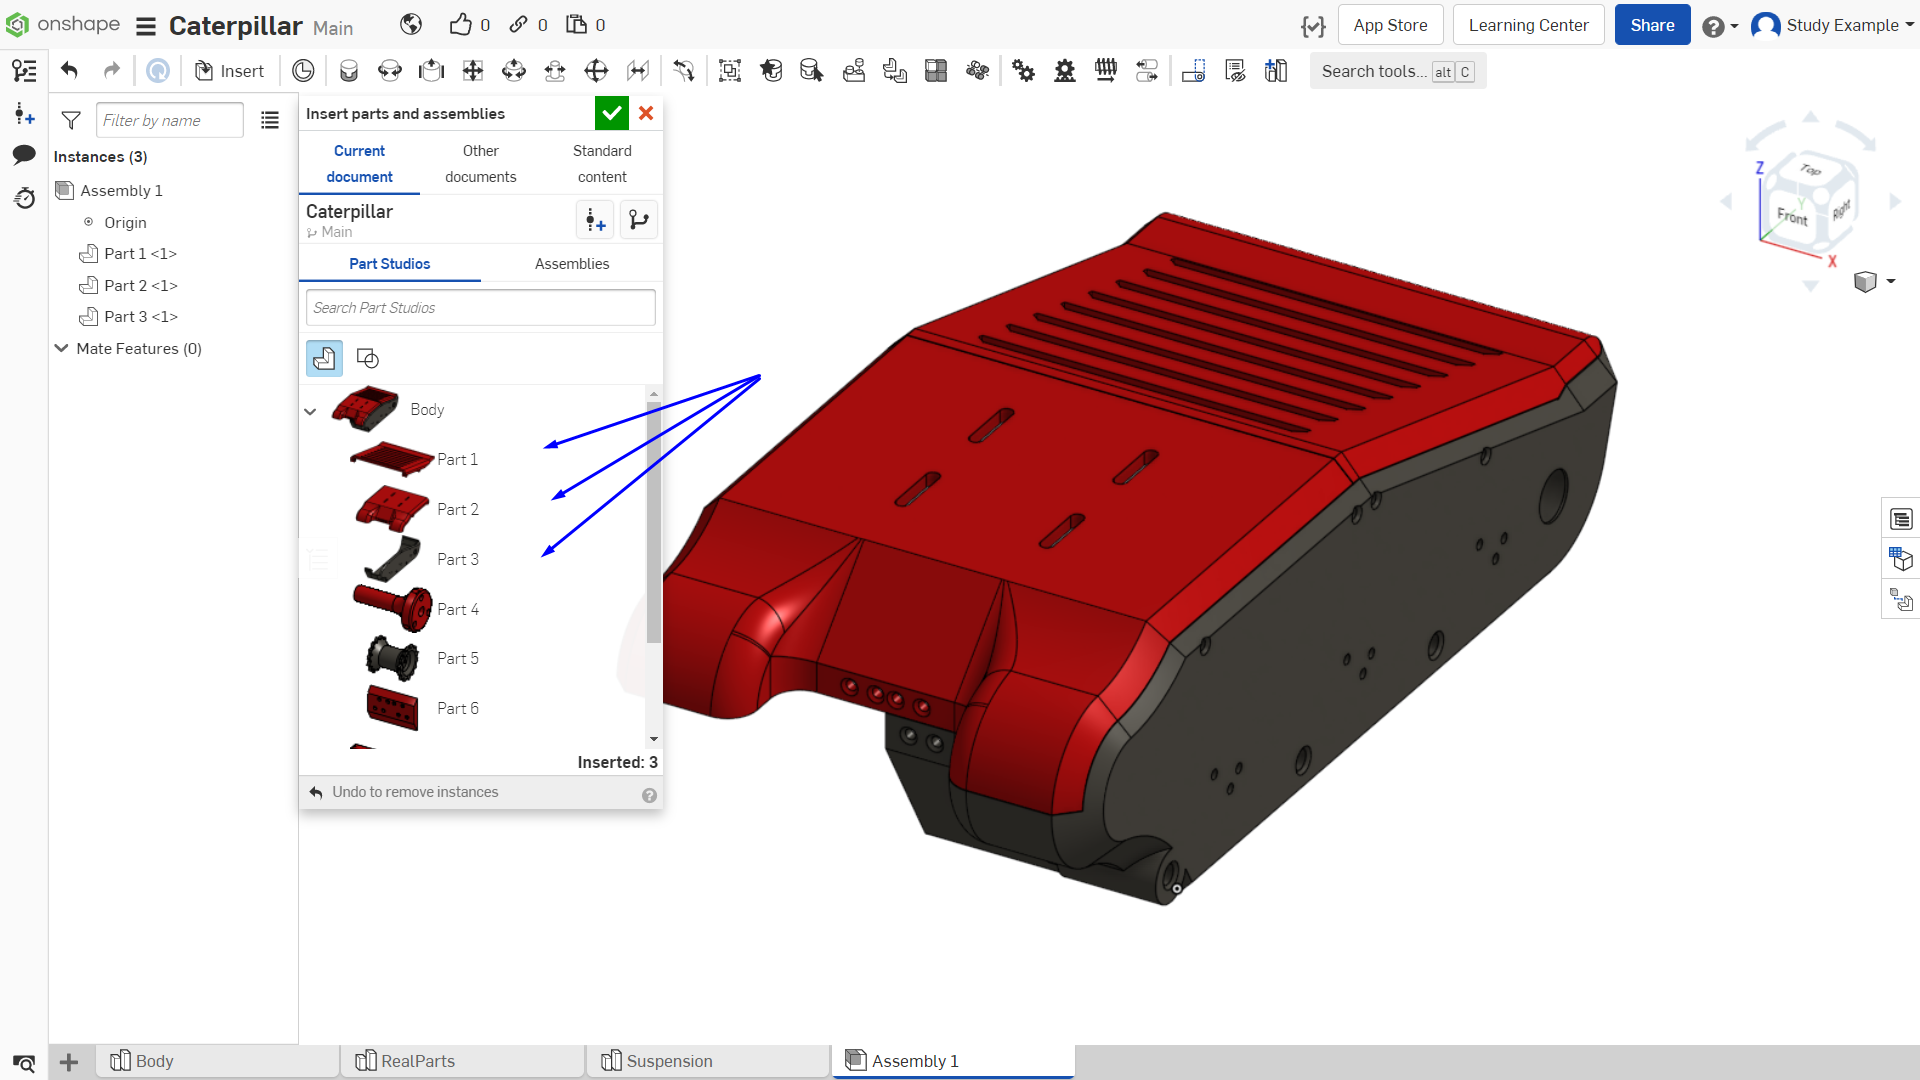 onshape Caterpillar Main 0 0 0 App Store Learning Center Share Study Example
Insert Search tools... alt C
Filter by name
Instances (3)
Assembly 1
Origin
Part 1 <1>
Part 2 <1>
Part 3 <1>
Mate Features (0)
Insert parts and assemblies
Current document
Other documents
Standard content
Caterpillar
Main
Part Studios Assemblies
Search Part Studios
Body
Part 1
Part 2
Part 3
Part 4
Part 5
Part 6
Inserted: 3
Undo to remove instances
Z
Top
Y
Front
Right
X
Body RealParts Suspension Assembly 1